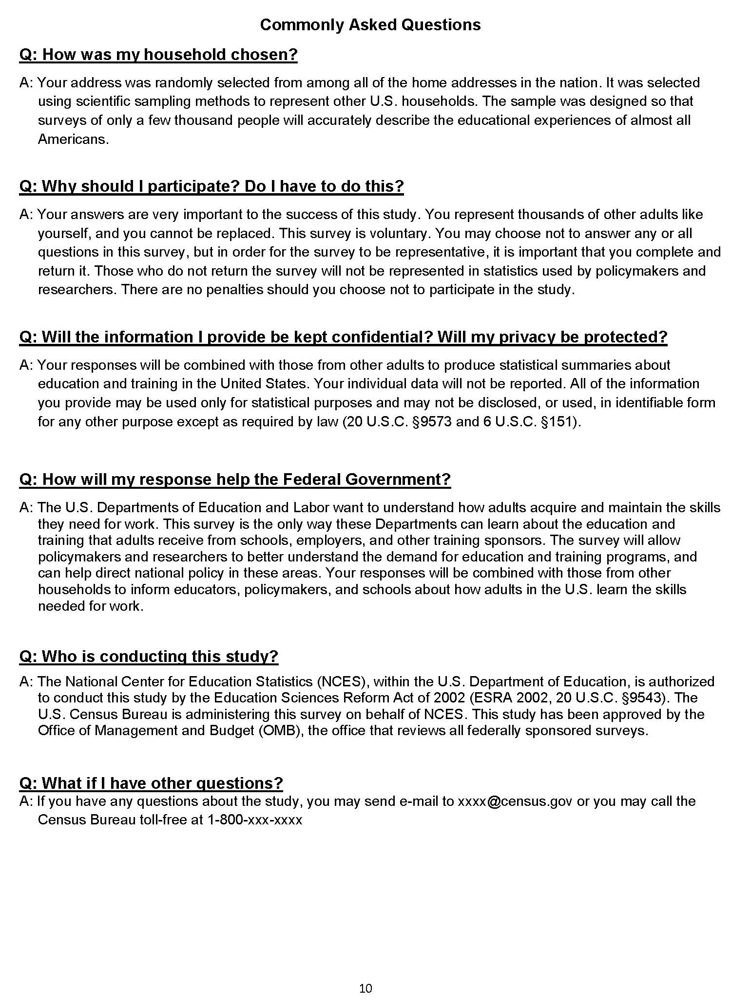 Commonly Asked Questions
Q: How was my household chosen?
A: Your address was randomly selected from among all of the home addresses in the nation. It was selected
using scientific sampling methods to represent other U.S. households. The sample was designed so that
surveys of only a few thousand people will accurately describe the educational experiences of almost all
Americans.
Q: Why should I participate? Do I have to do this?
A: Your answers are very important to the success of this study. You represent thousands of other adults like
yourself, and you cannot be replaced. This survey is voluntary. You may choose not to answer any or all
questions in this survey, but in order for the survey to be representative, it is important that you complete and
return it. Those who do not return the survey will not be represented in statistics used by policymakers and
researchers. There are no penalties should you choose not to participate in the study.
Q: Will the information I provide be kept confidential? Will my privacy be protected?
A: Your responses will be combined with those from other adults to produce statistical summaries about
education and training in the United States. Your individual data will not be reported. All of the information
you provide may be used only for statistical purposes and may not be disclosed, or used, in identifiable form
for any other purpose except as required by law (20 U.S.C. §9573 and 6 U.S.C. §151).
Q: How will my response help the Federal Government?
A: The U.S. Departments of Education and Labor want to understand how adults acquire and maintain the skills
they need for work. This survey is the only way these Departments can learn about the education and
training that adults receive from schools, employers, and other training sponsors. The survey will allow
policymakers and researchers to better understand the demand for education and training programs, and
can help direct national policy in these areas. Your responses will be combined with those from other
households to inform educators, policymakers, and schools about how adults in the U.S. learn the skills
needed for work.
Q: Who is conducting this study?
A: The National Center for Education Statistics (NCES), within the U.S. Department of Education, is authorized
to conduct this study by the Education Sciences Reform Act of 2002 (ESRA 2002, 20 U.S.C. §9543). The
U.S. Census Bureau is administering this survey on behalf of NCES. This study has been approved by the
Office of Management and Budget (OMB), the office that reviews all federally sponsored surveys.
Q: What if I have other questions?
A: If you have any questions about the study, you may send e-mail to xxxx@census.gov or you may call the
Census Bureau toll-free at 1-800-xxx-xxxx
10